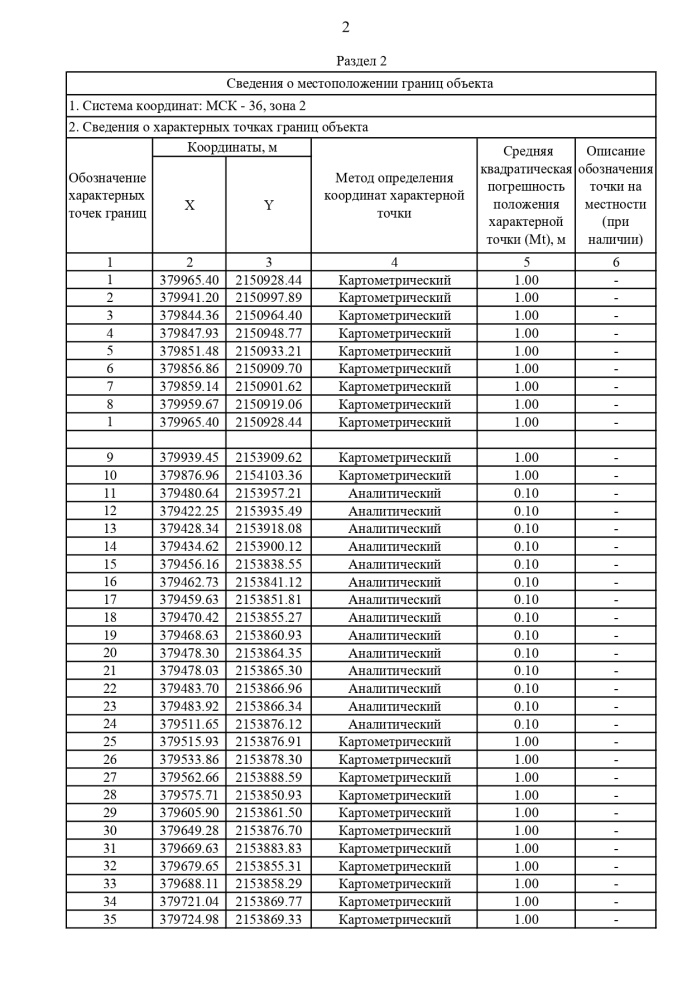 2
Раздел 2
Сведения о местоположении границ объекта
1. Система координат: МСК - 36, зона 2
2. Сведения о характерных точках границ объекта
Обозначение характерных точек границ
Координаты, м
X
Y
Метод определения координат характерной точки
Средняя квадратическая погрешность положения характерной точки (Mt), м
Описание обозначения точки на местности (при наличии)
1 2 3 4 5 6
1 379965.40 2150928.44 Картометрический 1.00 -
2 379941.20 2150997.89 Картометрический 1.00 -
3 379844.36 2150964.40 Картометрический 1.00 -
4 379847.93 2150948.77 Картометрический 1.00 -
5 379851.48 2150933.21 Картометрический 1.00 -
6 379856.86 2150909.70 Картометрический 1.00 -
7 379859.14 2150901.62 Картометрический 1.00 -
8 379959.67 2150919.06 Картометрический 1.00 -
1 379965.40 2150928.44 Картометрический 1.00 -
9 379939.45 2153909.62 Картометрический 1.00 -
10 379876.96 2154103.36 Картометрический 1.00 -
11 379480.64 2153957.21 Аналитический 0.10 -
12 379422.25 2153935.49 Аналитический 0.10 -
13 379428.34 2153918.08 Аналитический 0.10 -
14 379434.62 2153900.12 Аналитический 0.10 -
15 379456.16 2153838.55 Аналитический 0.10 -
16 379462.73 2153841.12 Аналитический 0.10 -
17 379459.63 2153851.81 Аналитический 0.10 -
18 379470.42 2153855.27 Аналитический 0.10 -
19 379468.63 2153860.93 Аналитический 0.10 -
20 379478.30 2153864.35 Аналитический 0.10 -
21 379478.03 2153865.30 Аналитический 0.10 -
22 379483.70 2153866.96 Аналитический 0.10 -
23 379483.92 2153866.34 Аналитический 0.10 -
24 379511.65 2153876.12 Аналитический 0.10 -
25 379515.93 2153876.91 Картометрический 1.00 -
26 379533.86 2153878.30 Картометрический 1.00 -
27 379562.66 2153888.59 Картометрический 1.00 -
28 379575.71 2153850.93 Картометрический 1.00 -
29 379605.90 2153861.50 Картометрический 1.00 -
30 379649.28 2153876.70 Картометрический 1.00 -
31 379669.63 2153883.83 Картометрический 1.00 -
32 379679.65 2153855.31 Картометрический 1.00 -
33 379688.11 2153858.29 Картометрический 1.00 -
34 379721.04 2153869.77 Картометрический 1.00 -
35 379724.98 2153869.33 Картометрический 1.00 -